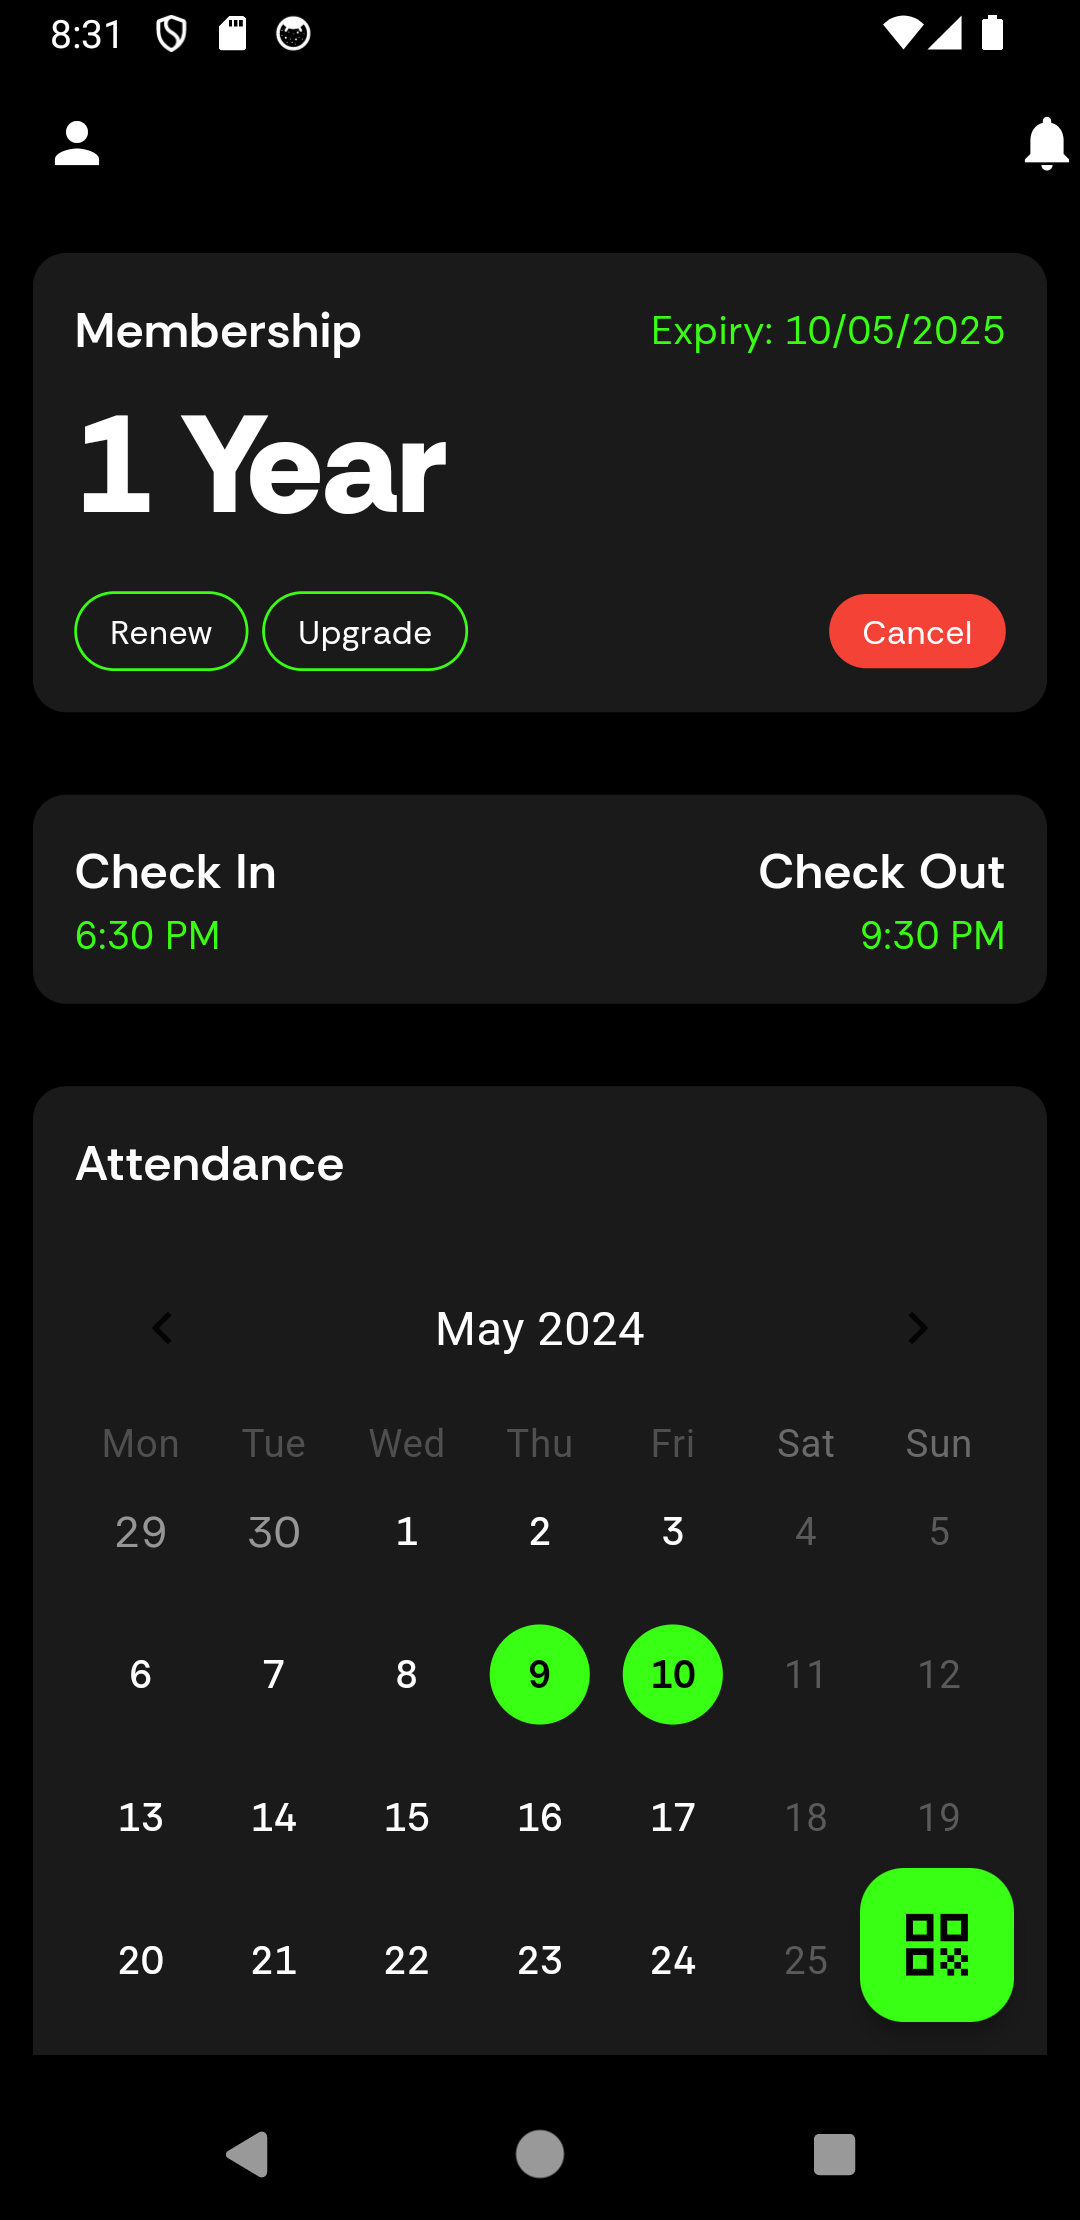 8:31
Membership Expiry: 10/05/2025
1 Year
Renew Upgrade Cancel
Check In Check Out
6:30 PM 9:30 PM
Attendance
May 2024
Mon Tue Wed Thu Fri Sat Sun
29 30 1 2 3 4 5
6 7 8 9 10 11 12
13 14 15 16 17 18 19
20 21 22 23 24 25